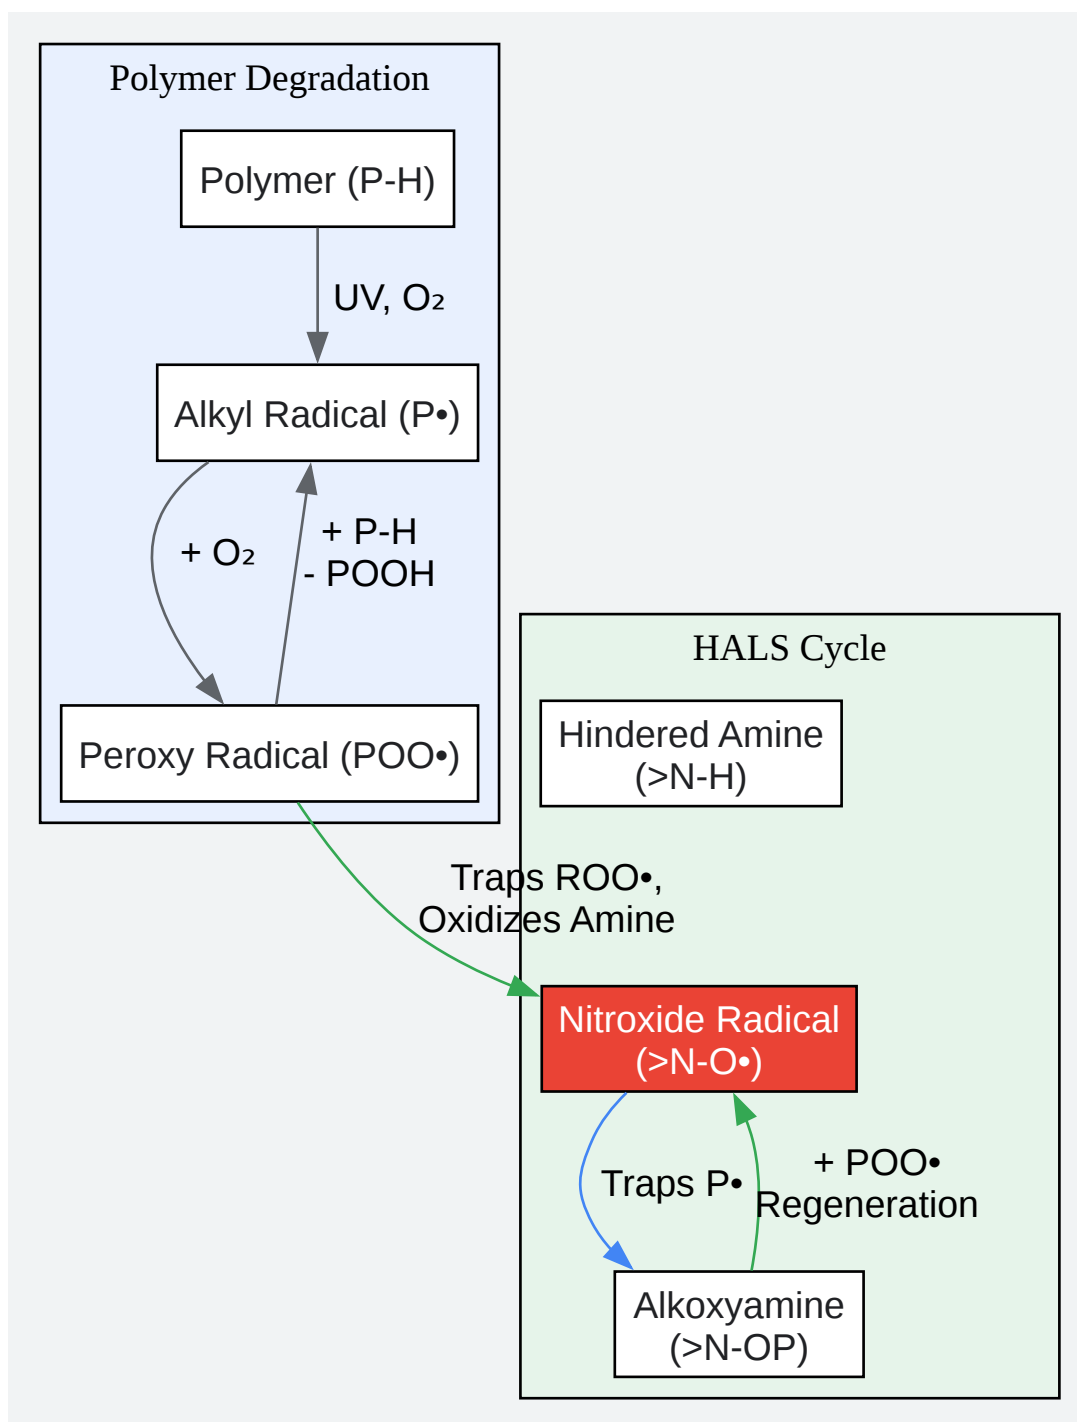 Polymer Degradation
Polymer (P-H)
UV, O₂
Alkyl Radical (P•)
+ O₂
+ P-H
- POOH
Peroxy Radical (POO•)
HALS Cycle
Hindered Amine
(>N-H)
Traps ROO•,
Oxidizes Amine
Nitroxide Radical
(>N-O•)
Traps P•
+ POO•
Regeneration
Alkoxyamine
(>N-OP)